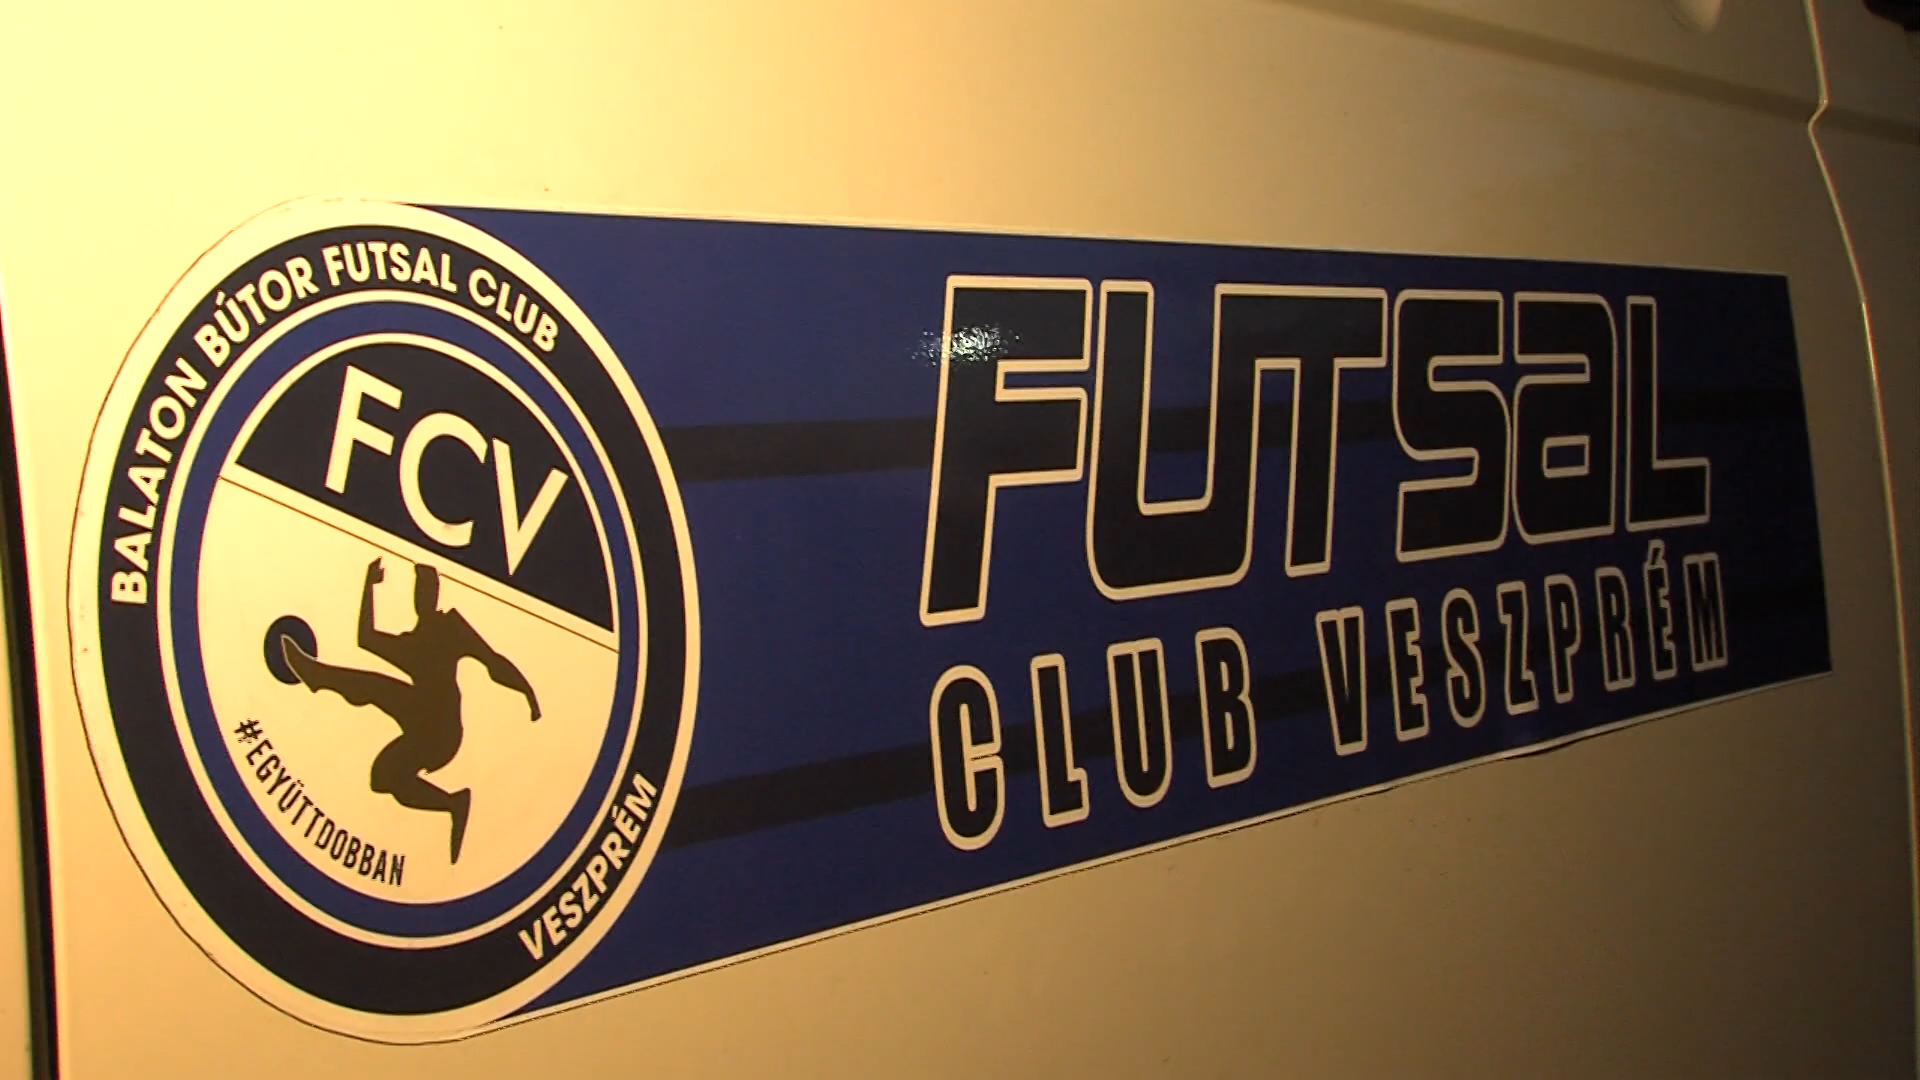 BALATON BÚTOR FUTSAL CLUB
FCV
#EGYÜTTDOBBAN
VESZPRÉM
FUTSAL
CLUB VESZPRÉM